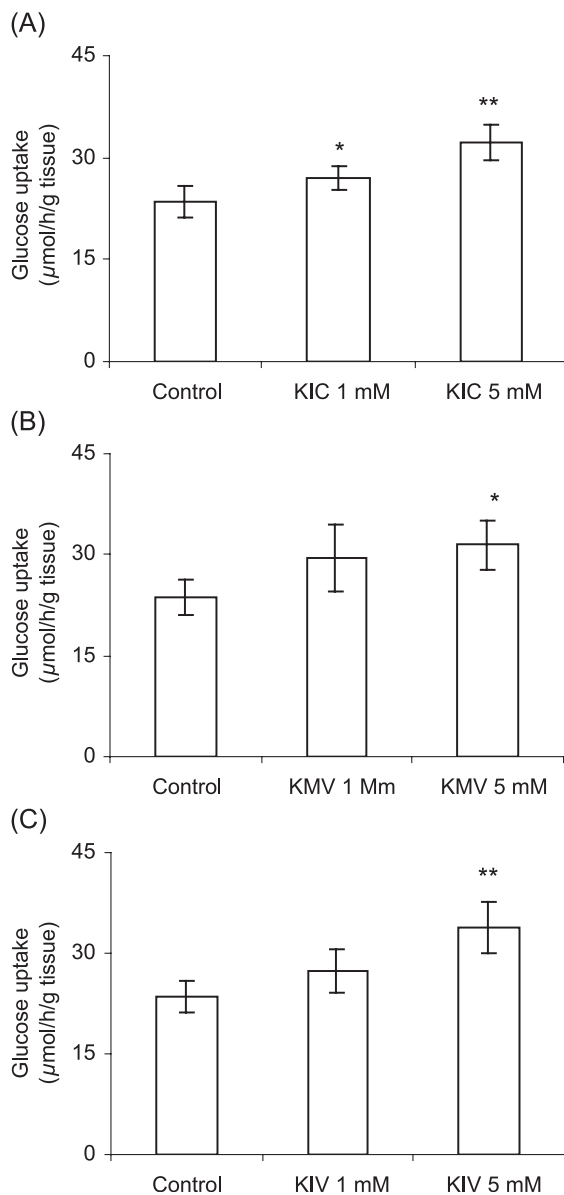 (A)
Glucose uptake
(µmol/h/g tissue)
45
30
15
0
*
**
Control KIC 1 mM KIC 5 mM
(B)
Glucose uptake
(µmol/h/g tissue)
45
30
15
0
*
Control KMV 1 Mm KMV 5 mM
(C)
Glucose uptake
(µmol/h/g tissue)
45
30
15
0
**
Control KIV 1 mM KIV 5 mM